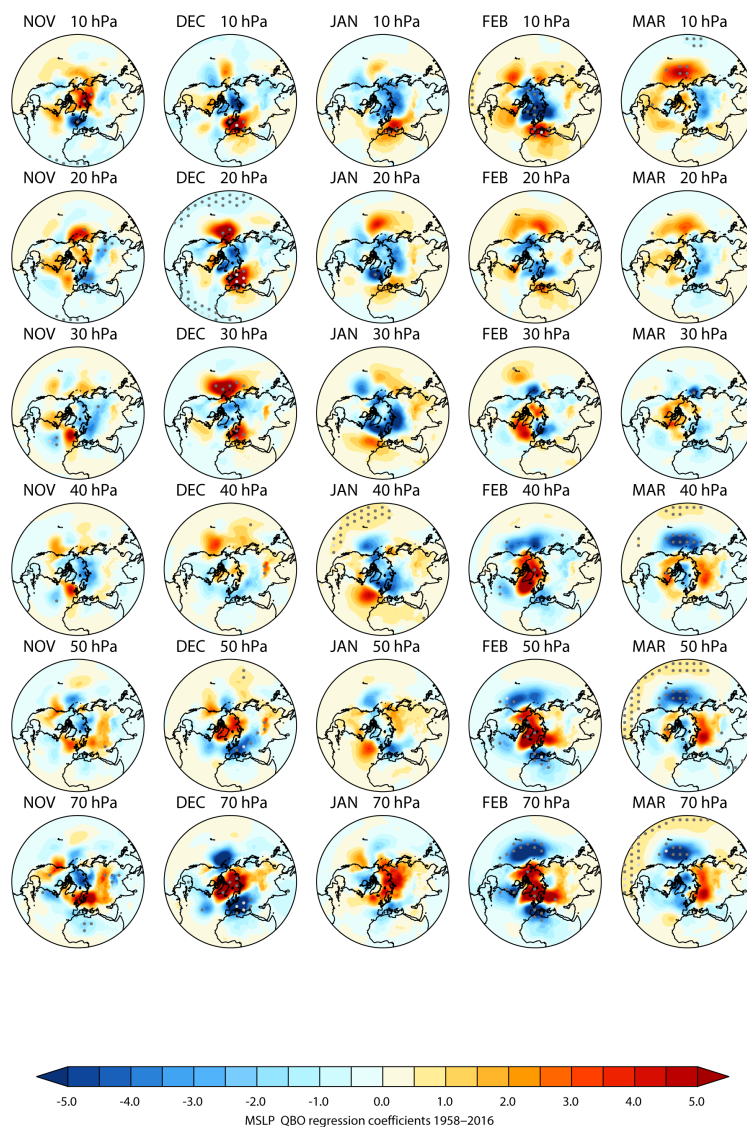 NOV 10 hPa DEC 10 hPa JAN 10 hPa FEB 10 hPa MAR 10 hPa
NOV 20 hPa DEC 20 hPa JAN 20 hPa FEB 20 hPa MAR 20 hPa
NOV 30 hPa DEC 30 hPa JAN 30 hPa FEB 30 hPa MAR 30 hPa
NOV 40 hPa DEC 40 hPa JAN 40 hPa FEB 40 hPa MAR 40 hPa
NOV 50 hPa DEC 50 hPa JAN 50 hPa FEB 50 hPa MAR 50 hPa
NOV 70 hPa DEC 70 hPa JAN 70 hPa FEB 70 hPa MAR 70 hPa
-5.0 -4.0 -3.0 -2.0 -1.0 0.0 1.0 2.0 3.0 4.0 5.0
MSLP QBO regression coefficients 1958–2016